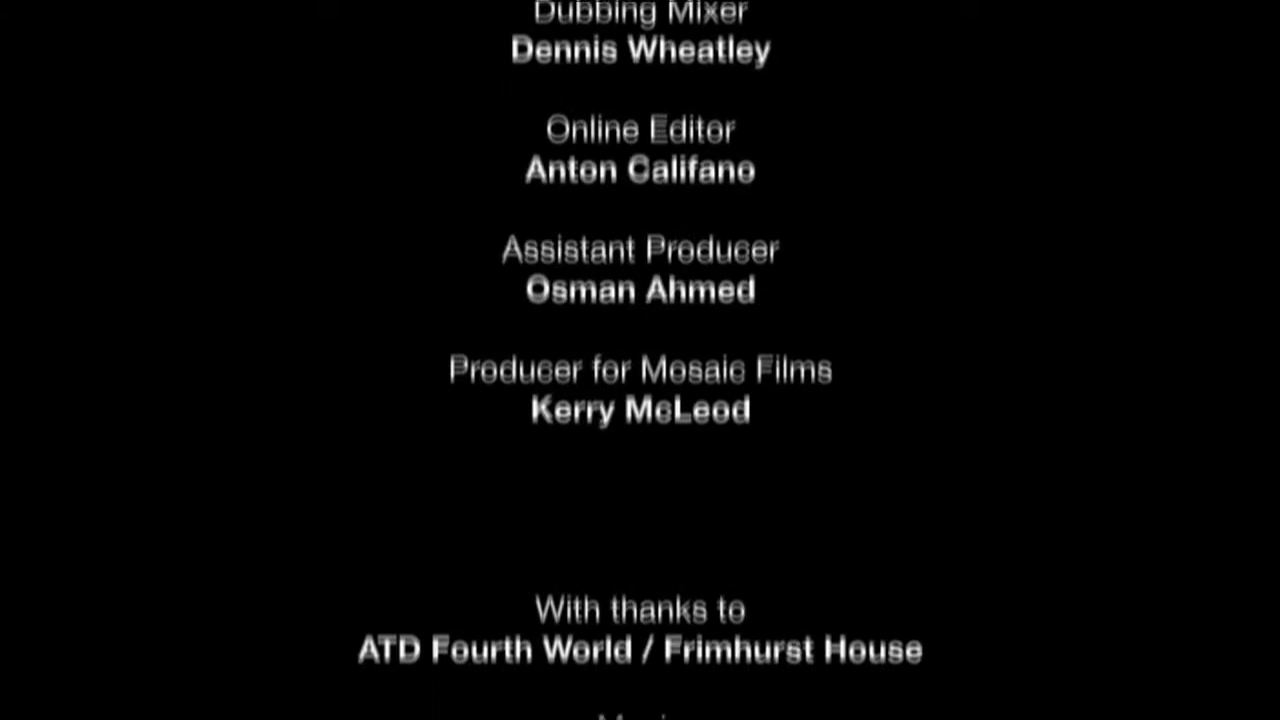 Dubbing Mixer
Dennis Wheatley
Online Editor
Anton Califano
Assistant Producer
Osman Ahmed
Producer for Mosaic Films
Kerry McLeod
With thanks to
ATD Fourth World / Frimhurst House